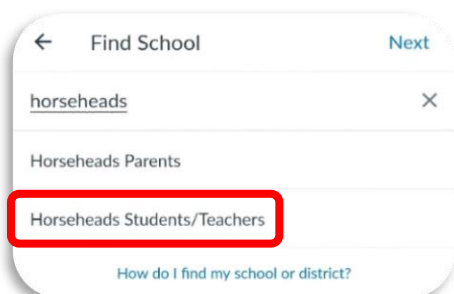 Find School Next
horseheads
Horseheads Parents
Horseheads Students/Teachers
How do I find my school or district?